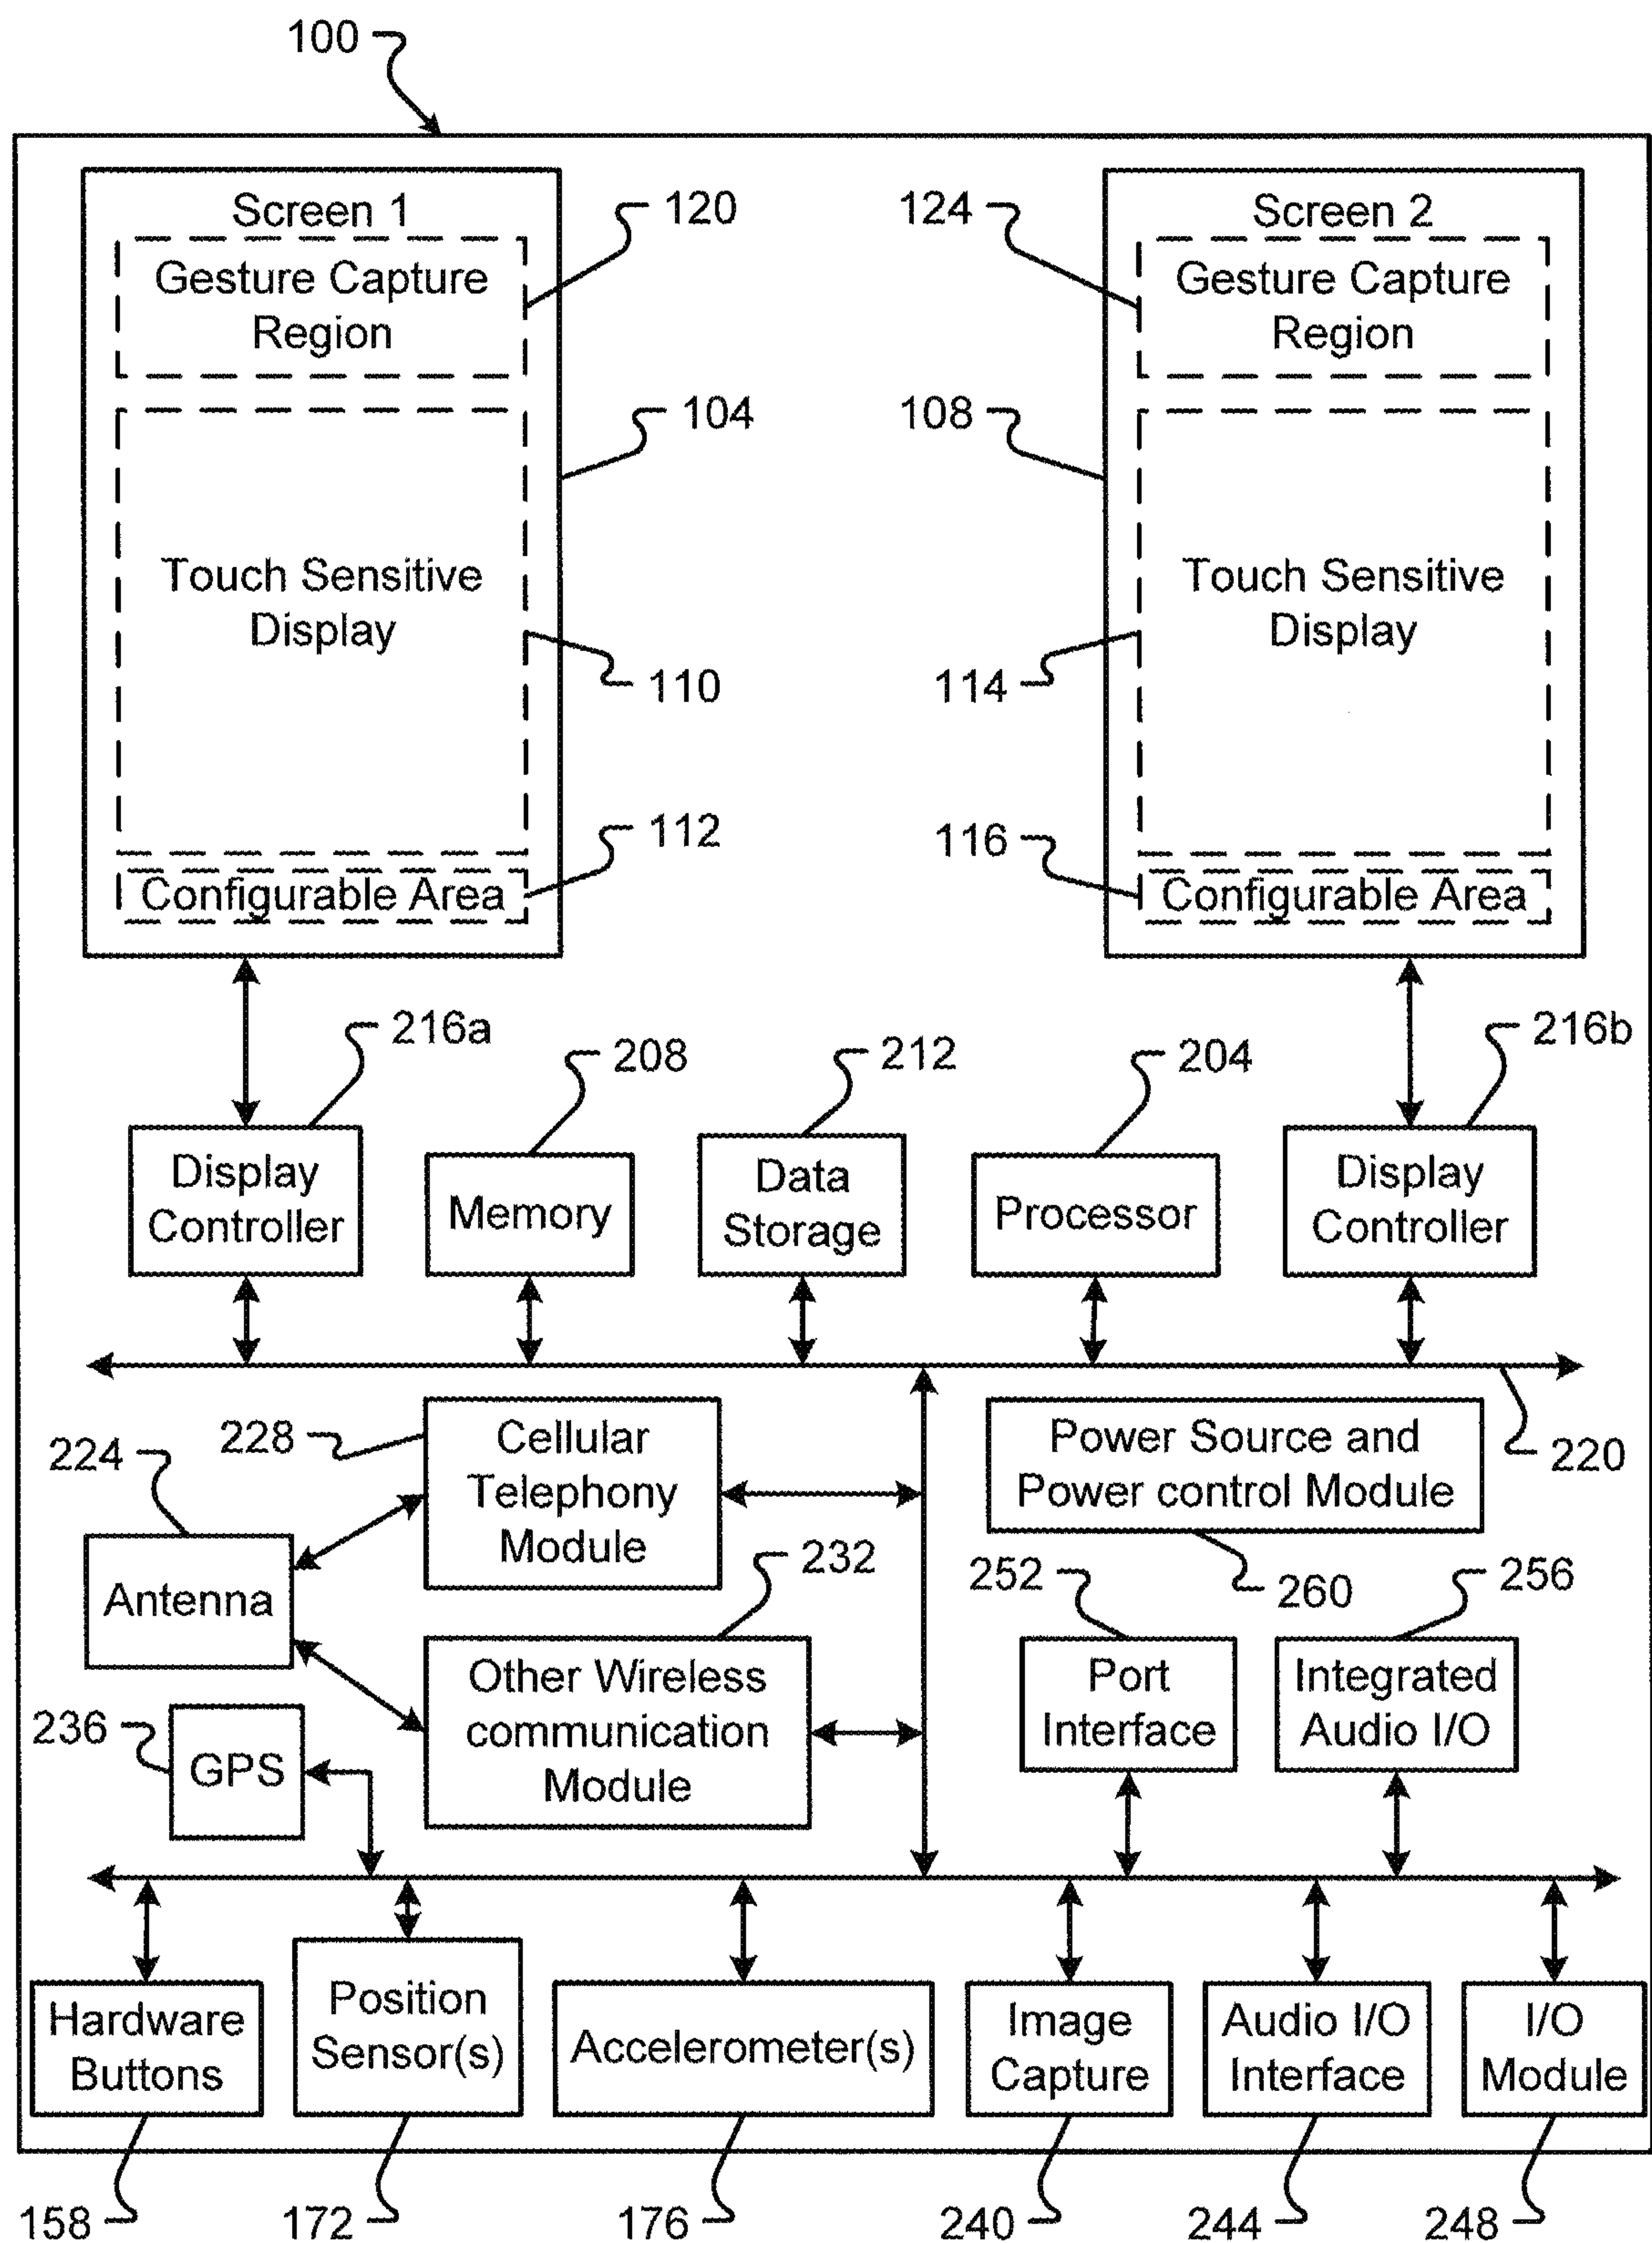 100
Screen 1
120
124
Screen 2
Gesture Capture
Region
Gesture Capture
Region
104
108
Touch Sensitive
Display
Touch Sensitive
Display
110
114
112
116
Configurable Area
Configurable Area
216a
208
212
204
216b
Display
Controller
Memory
Data
Storage
Processor
Display
Controller
228
Cellular
Telephony
Module
Power Source and
Power control Module
220
224
Antenna
232
252
260
256
Other Wireless
communication
Module
Port
Interface
Integrated
Audio I/O
236
GPS
Hardware
Buttons
Position
Sensor(s)
Accelerometer(s)
Image
Capture
Audio I/O
Interface
I/O
Module
158
172
176
240
244
248